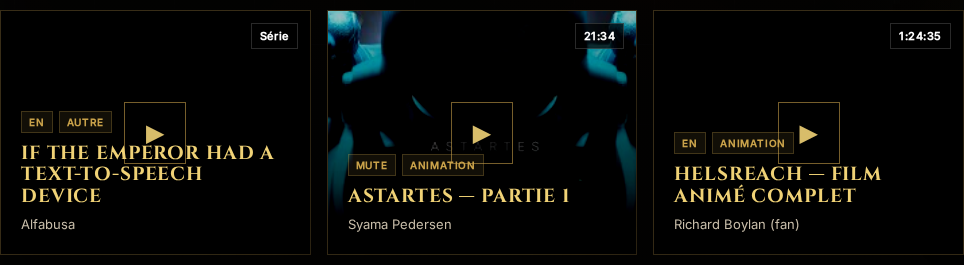 Série
EN AUTRE
IF THE EMPEROR HAD A
TEXT-TO-SPEECH
DEVICE
Alfabusa
21:34
ASTARTES
MUTE ANIMATION
ASTARTES — PARTIE 1
Syama Pedersen
1:24:35
EN ANIMATION
HELSREACH — FILM
ANIMÉ COMPLET
Richard Boylan (fan)